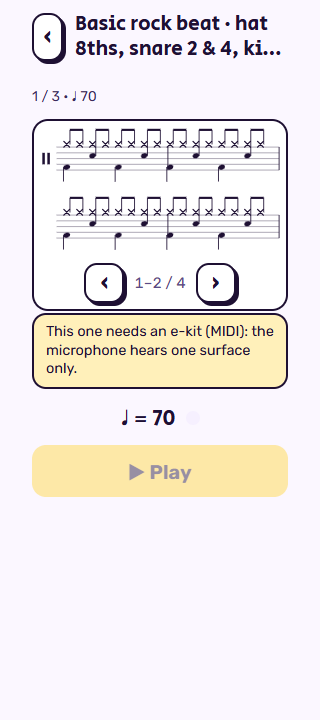 Basic rock beat · hat
8ths, snare 2 & 4, ki...
1 / 3 • ♩ 70
1–2 / 4
This one needs an e-kit (MIDI): the
microphone hears one surface
only.
♩ = 70
▶ Play